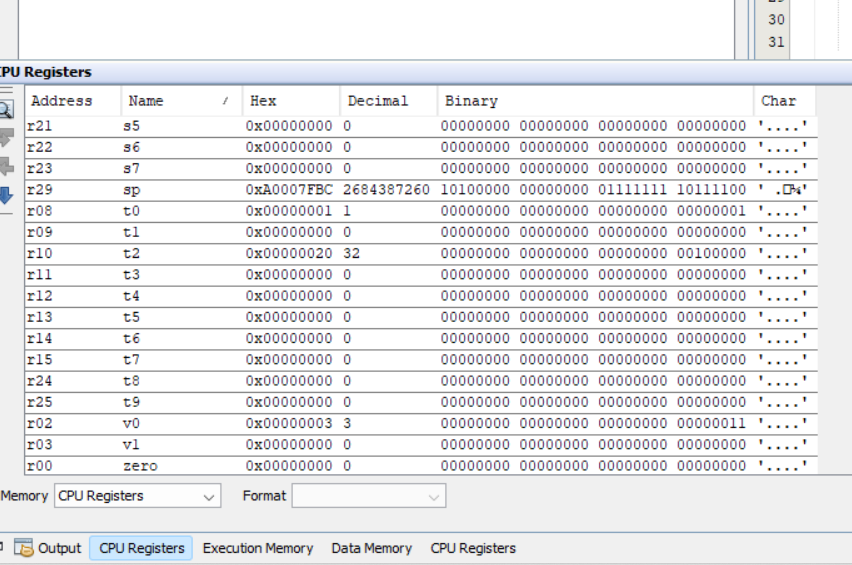 30
31
CPU Registers
Address Name / Hex Decimal Binary Char
r21 s5 0x00000000 0 00000000 00000000 00000000 00000000 '....'
r22 s6 0x00000000 0 00000000 00000000 00000000 00000000 '....'
r23 s7 0x00000000 0 00000000 00000000 00000000 00000000 '....'
r29 sp 0xA0007FBC 2684387260 10100000 00000000 01111111 10111100
r08 t0 0x00000001 1 00000000 00000000 00000000 00000001 '....'
r09 t1 0x00000000 0 00000000 00000000 00000000 00000000 '....'
r10 t2 0x00000020 32 00000000 00000000 00000000 00100000 '....'
r11 t3 0x00000000 0 00000000 00000000 00000000 00000000 '....'
r12 t4 0x00000000 0 00000000 00000000 00000000 00000000 '....'
r13 t5 0x00000000 0 00000000 00000000 00000000 00000000 '....'
r14 t6 0x00000000 0 00000000 00000000 00000000 00000000 '....'
r15 t7 0x00000000 0 00000000 00000000 00000000 00000000 '....'
r24 t8 0x00000000 0 00000000 00000000 00000000 00000000 '....'
r25 t9 0x00000000 0 00000000 00000000 00000000 00000000 '....'
r02 v0 0x00000003 3 00000000 00000000 00000000 00000011 '....'
r03 v1 0x00000000 0 00000000 00000000 00000000 00000000 '....'
r00 zero 0x00000000 0 00000000 00000000 00000000 00000000 '....'
Memory CPU Registers Format
Output CPU Registers Execution Memory Data Memory CPU Registers